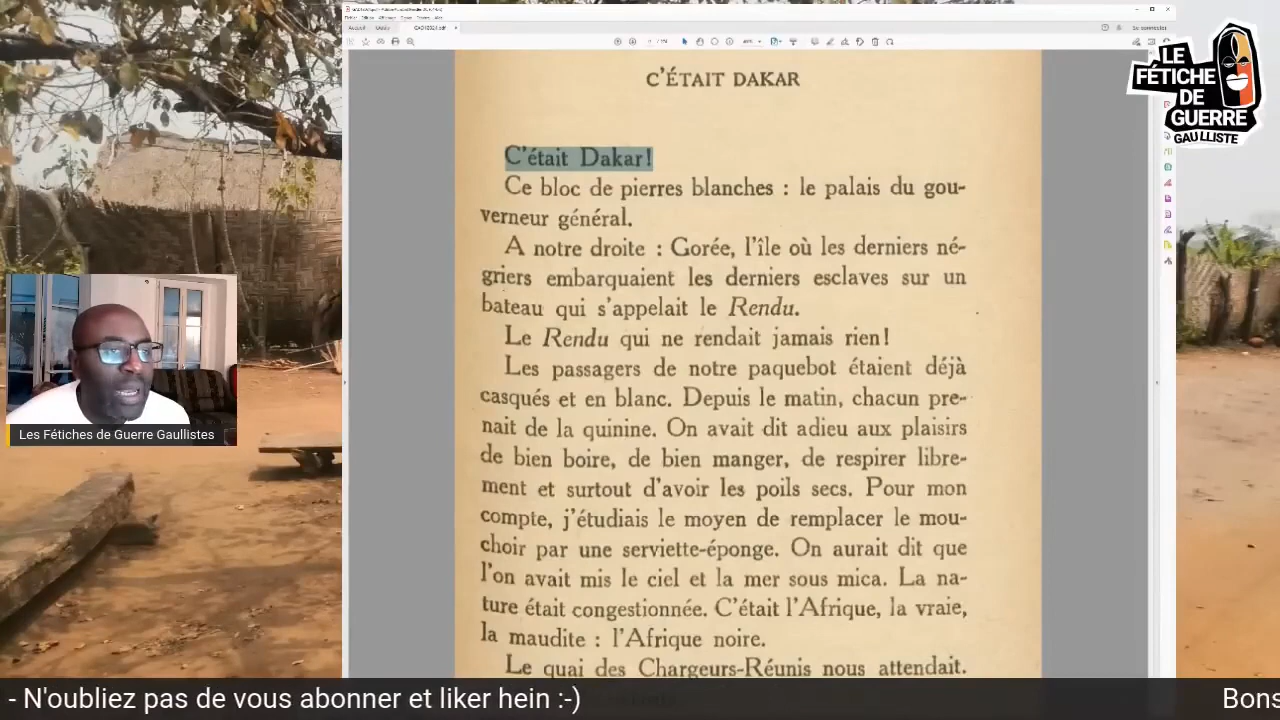 C'ÉTAIT DAKAR
C'était Dakar!
Ce bloc de pierres blanches : le palais du gou-
verneur général.
A notre droite : Gorée, l'île où les derniers né-
griers embarquaient les derniers esclaves sur un
bateau qui s'appelait le Rendu.
Le Rendu qui ne rendait jamais rien!
Les passagers de notre paquebot étaient déjà
casqués et en blanc. Depuis le matin, chacun pre-
nait de la quinine. On avait dit adieu aux plaisirs
de bien boire, de bien manger, de respirer libre-
ment et surtout d'avoir les poils secs. Pour mon
compte, j'étudiais le moyen de remplacer le mou-
choir par une serviette-éponge. On aurait dit que
l'on avait mis le ciel et la mer sous mica. La na-
ture était congestionnée. C'était l'Afrique, la vraie,
la maudite : l'Afrique noire.
Le quai des Chargeurs-Réunis nous attendait.
LE
FÉTICHE
DE
GUERRE
GAULLISTE
Les Fétiches de Guerre Gaullistes
- N'oubliez pas de vous abonner et liker hein :-)
Bons